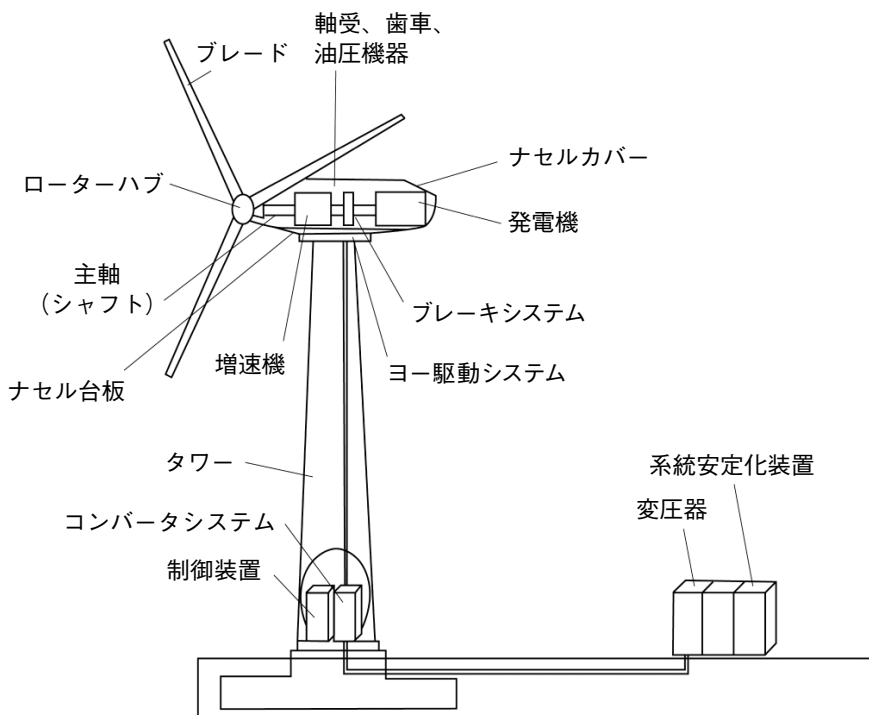 軸受、歯車、
油圧機器
ブレード
ナセルカバー
ローターハブ
発電機
主軸
（シャフト）
ブレーキシステム
増速機
ヨー駆動システム
ナセル台板
タワー
系統安定化装置
変圧器
コンバータシステム
制御装置